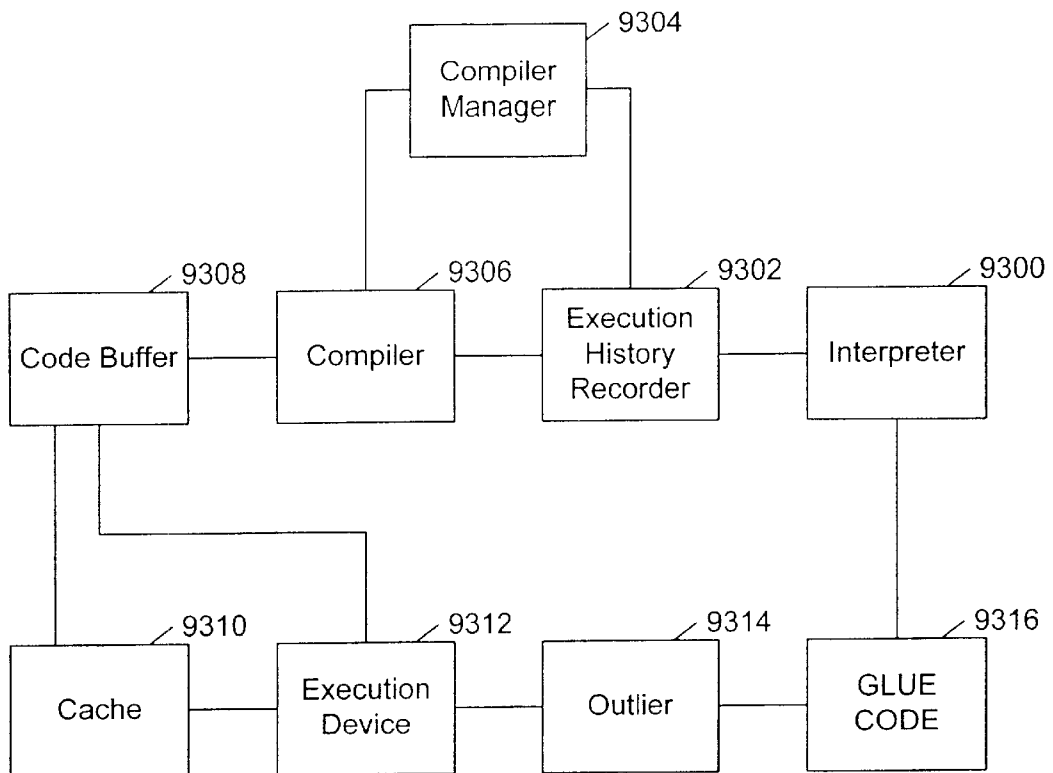 9304
Compiler
Manager
9308
9306
9302
9300
Code Buffer
Compiler
Execution
History
Recorder
Interpreter
9310
9312
9314
9316
Cache
Execution
Device
Outlier
GLUE
CODE